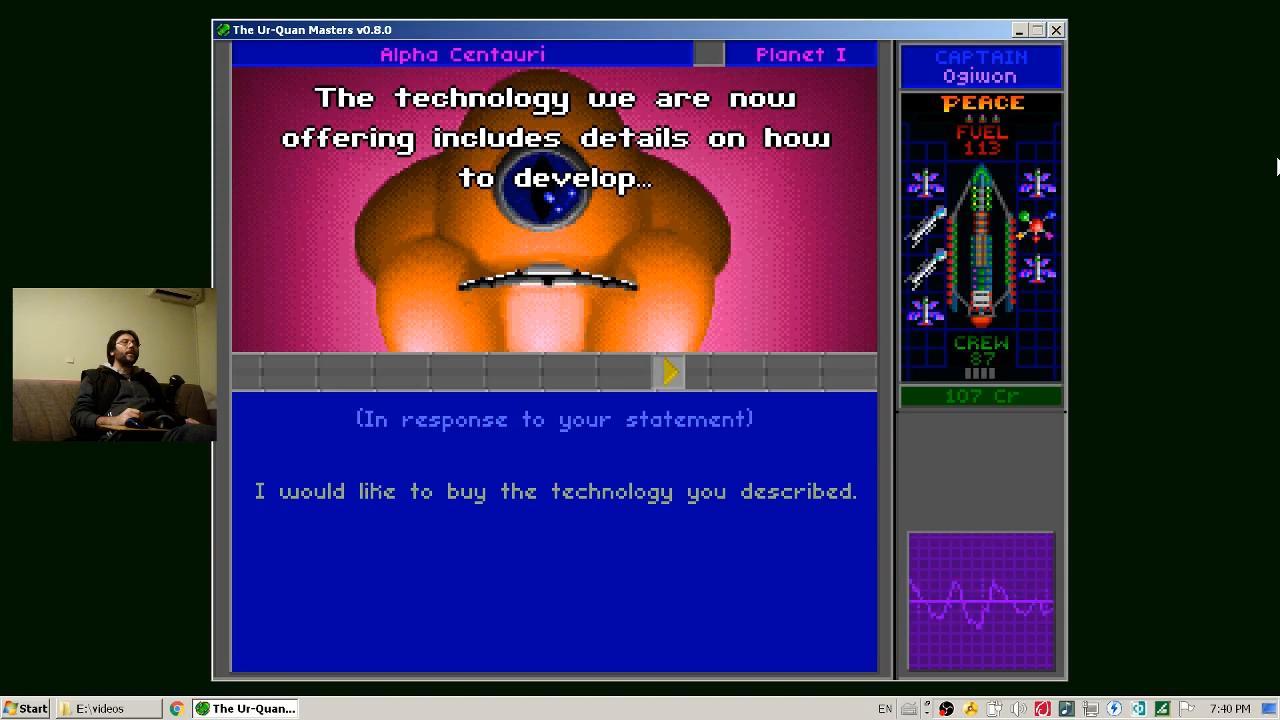 The Ur-Quan Masters v0.8.0
Alpha Centauri
Planet I
The technology we are now
offering includes details on how
to develop...
(In response to your statement)
I would like to buy the technology you described.
CAPTAIN
Ogiwon
PEACE
FUEL
113
CREW
87
107 Cr
Start
E:\videos
The Ur-Quan...
EN
?
7:40 PM